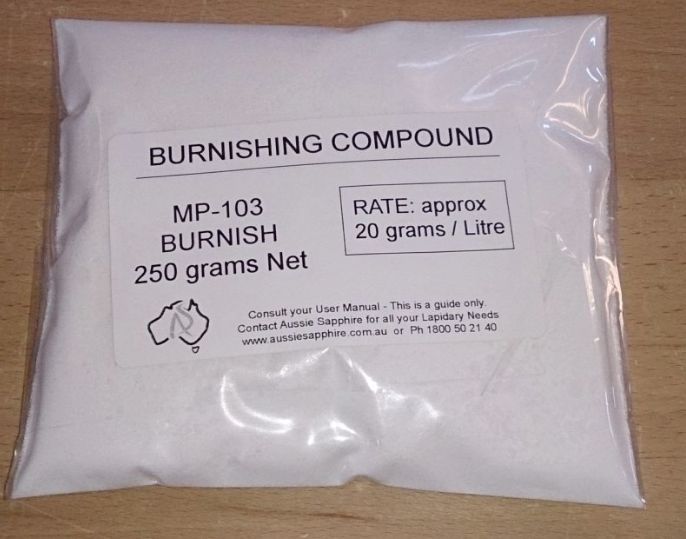 BURNISHING COMPOUND
MP-103
BURNISH
250 grams Net
RATE: approx
20 grams / Litre
Consult your User Manual - This is a guide only.
Contact Aussie Sapphire for all your Lapidary Needs
www.aussiesapphire.com.au or Ph 1800 50 21 40